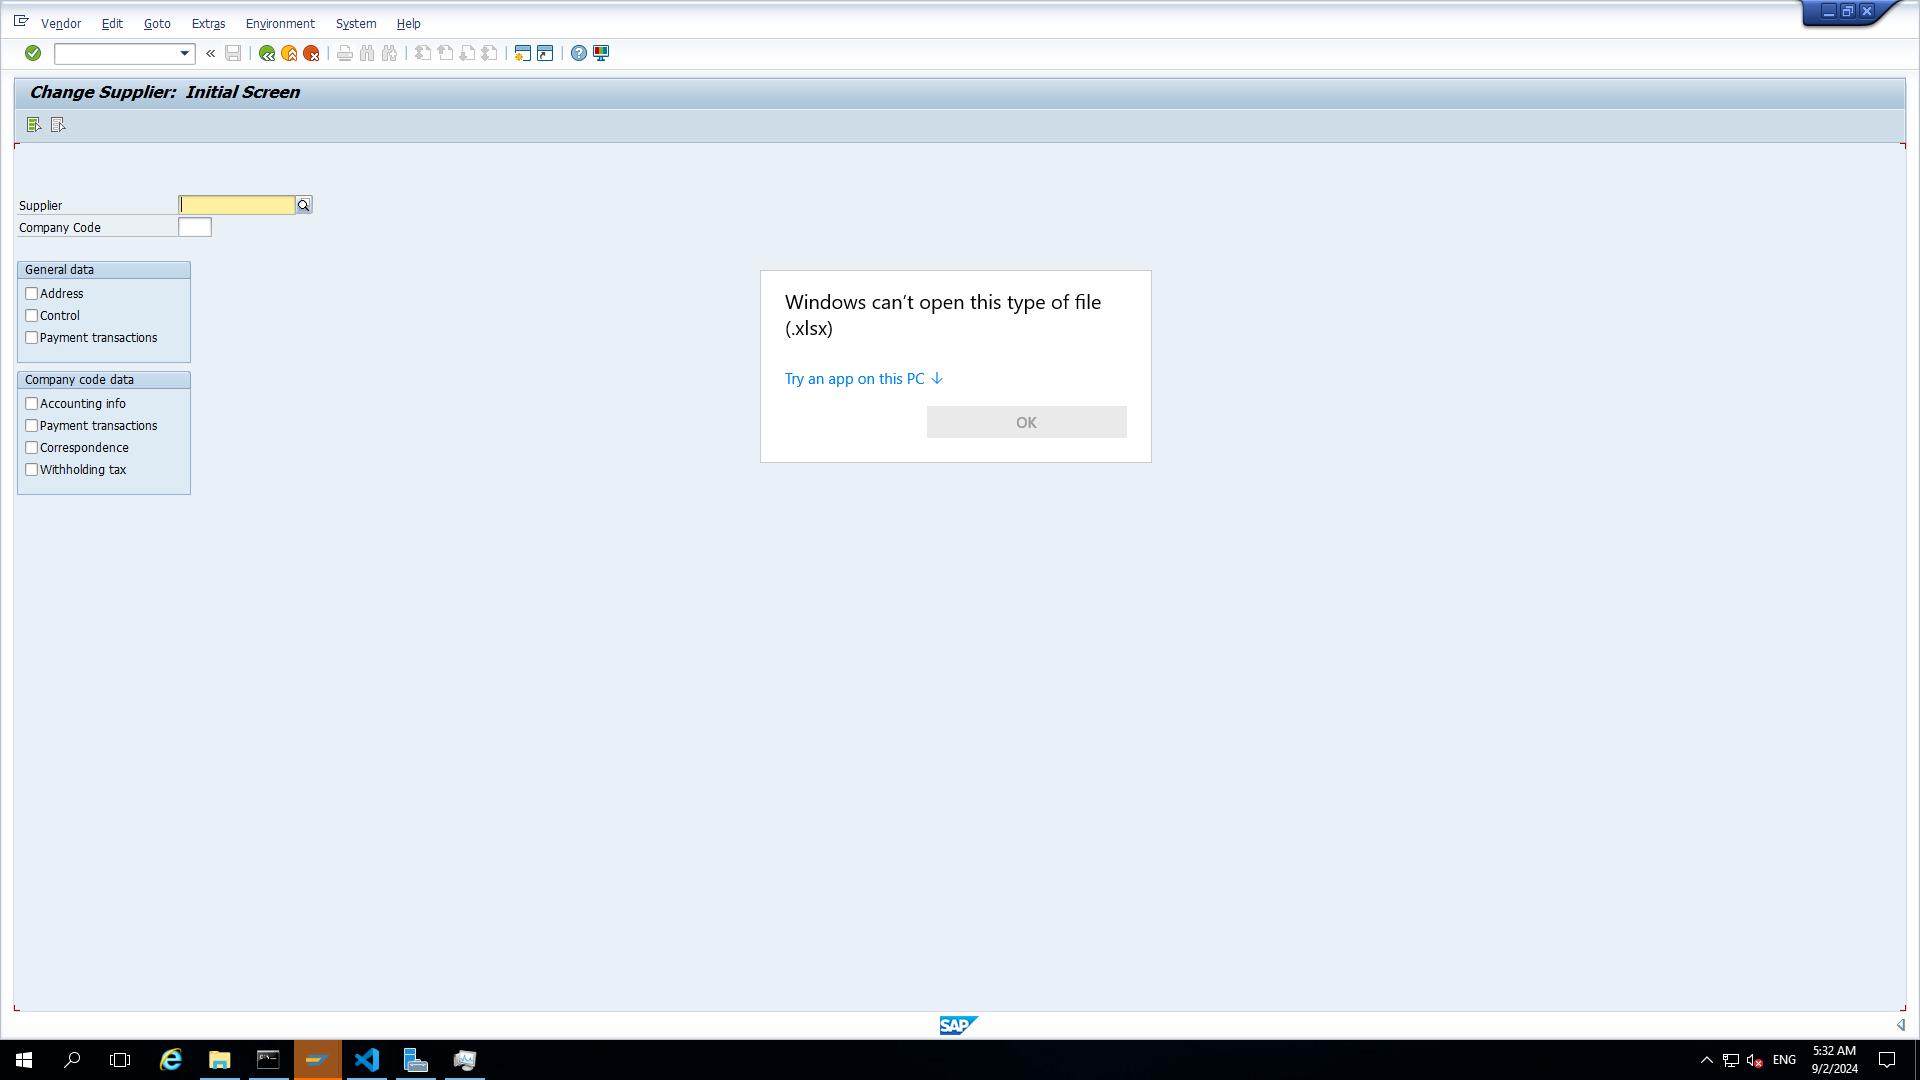 Vendor Edit Goto Extras Environment System Help
Change Supplier: Initial Screen
Supplier
Company Code
General data
Address
Control
Payment transactions
Company code data
Accounting info
Payment transactions
Correspondence
Withholding tax
Windows can't open this type of file
(.xlsx)
Try an app on this PC
OK
SAP
ENG
5:32 AM
9/2/2024